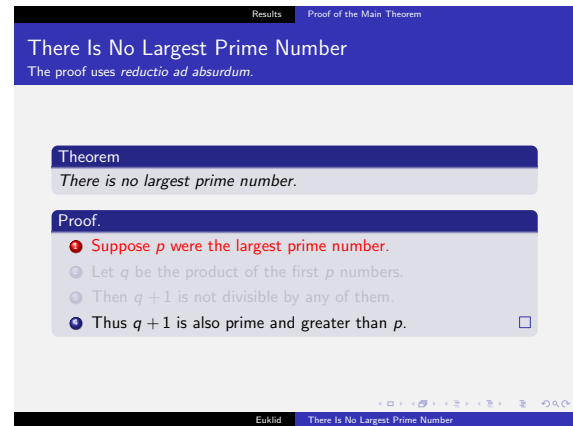 Results Proof of the Main Theorem
There Is No Largest Prime Number
The proof uses reductio ad absurdum.
Theorem
There is no largest prime number.
Proof.
1 Suppose p were the largest prime number.
2 Let q be the product of the first p numbers.
3 Then q + 1 is not divisible by any of them.
4 Thus q + 1 is also prime and greater than p. □
Euklid There Is No Largest Prime Number